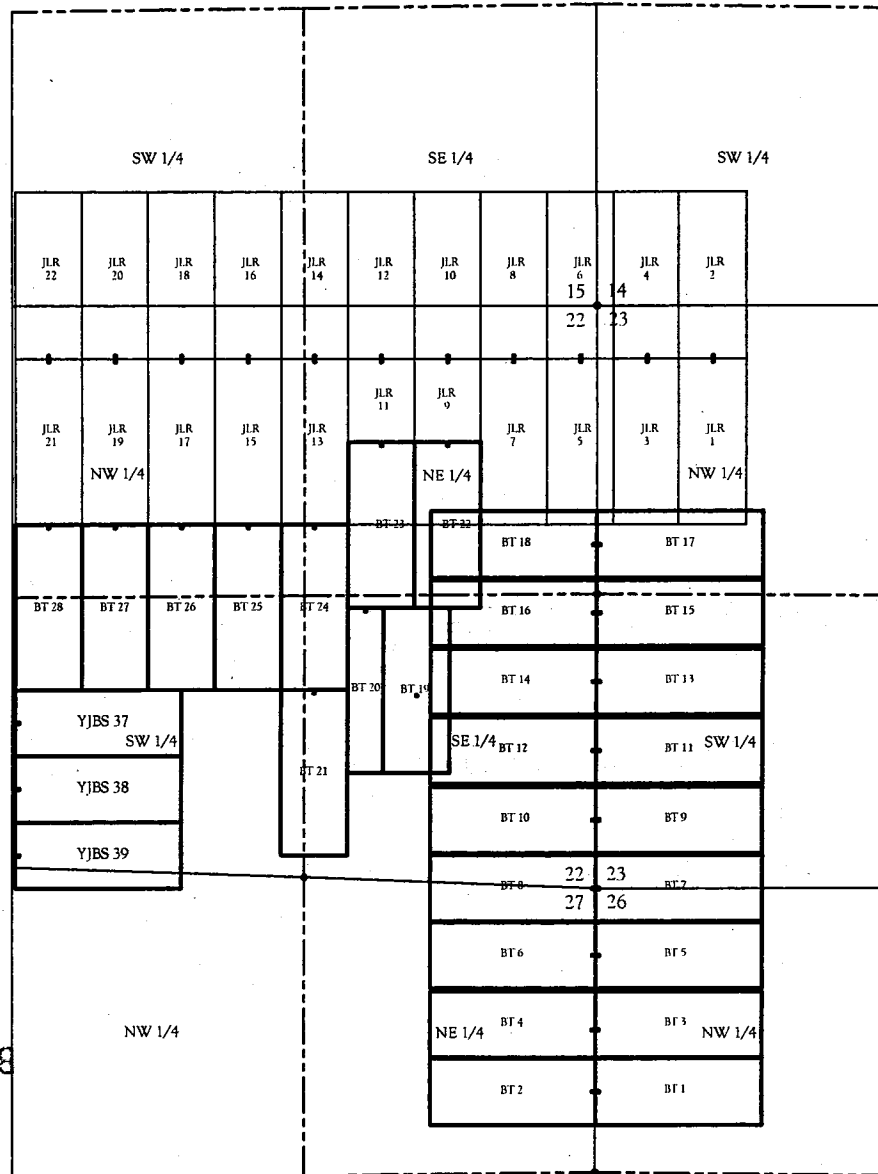 SW 1/4 SE 1/4 SW 1/4
JLR JLR JLR JLR JLR JLR JLR JLR JLR JLR JLR
22 20 18 16 14 12 10 8 6 4 2
15 14
22 23
JLR JLR
11 9
JLR JLR JLR JLR JLR JLR JLR JLR JLR
21 19 17 15 13 7 5 3 1
NW 1/4 NE 1/4 NW 1/4
BT 23 BT 22
BT 18 BT 17
BT 28 BT 27 BT 26 BT 25 BT 24 BT 16 BT 15
BT 20 BT 19 BT 14 BT 13
YJBS 37
SW 1/4 SE 1/4 BT 12 BT 11 SW 1/4
BT 21
YJBS 38
BT 10 BT 9
YJBS 39
22 23
BT 8 BT 7
27 26
BT 6 BT 5
NW 1/4 NE 1/4 BT 4 BT 3 NW 1/4
BT 2 BT 1